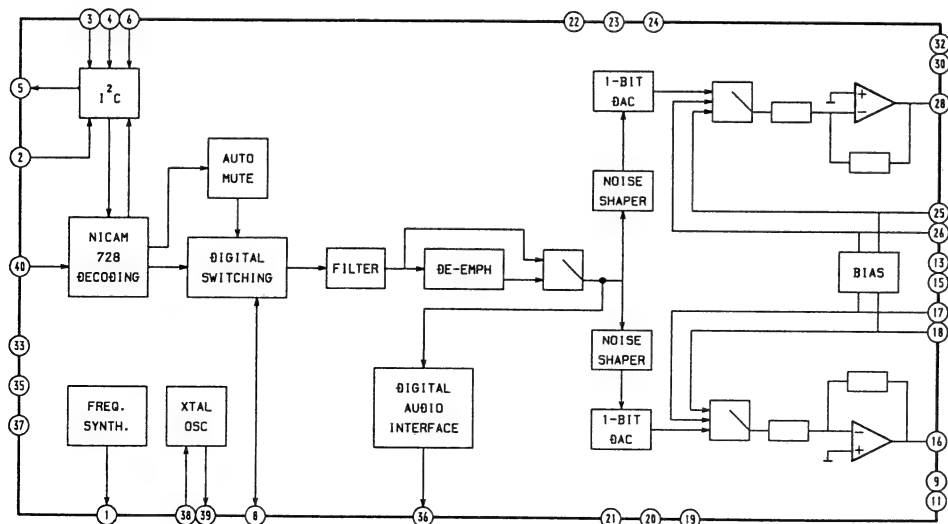 3 4 6
22 23 24
32
30
5
I²C
1-BIT
DAC
+
−
28
2
AUTO
MUTE
NOISE
SHAPER
25
26
40
NICAM
728
DECODING
DIGITAL
SWITCHING
FILTER
DE-EMPH
BIAS
13
15
17
18
33
35
37
NOISE
SHAPER
FREQ.
SYNTH.
XTAL
OSC
DIGITAL
AUDIO
INTERFACE
1-BIT
DAC
−
+
16
9
11
1 38 39 8 36 21 20 19